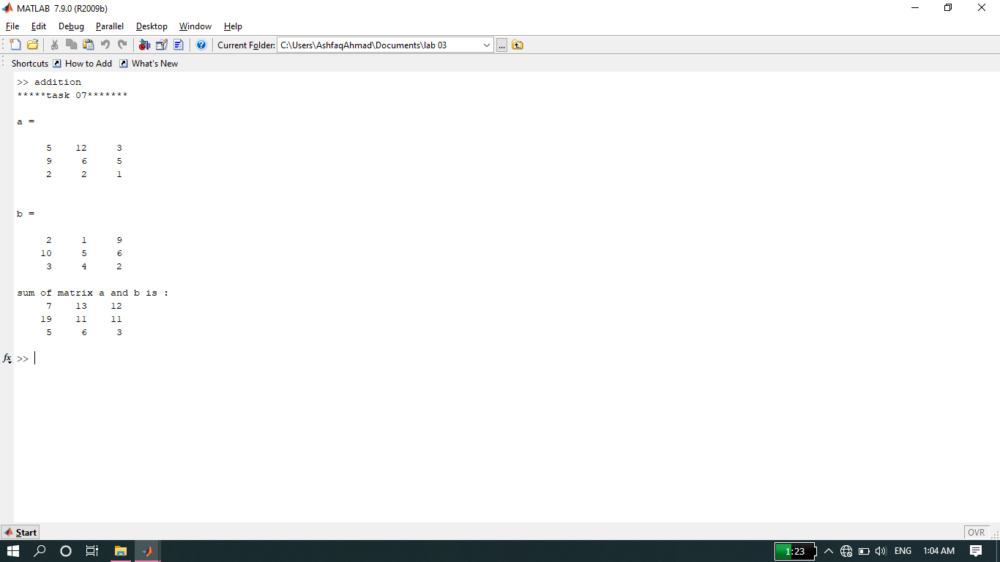 MATLAB 7.9.0 (R2009b)
File Edit Debug Parallel Desktop Window Help
Current Folder: C:\Users\AshfaqAhmad\Documents\lab 03 ...
Shortcuts How to Add What's New
>> addition
*****task 07*******
a =
5 12 3
9 6 5
2 2 1
b =
2 1 9
10 5 6
3 4 2
sum of matrix a and b is :
7 13 12
19 11 11
5 6 3
fx >>
Start OVR
1:23 ENG 1:04 AM